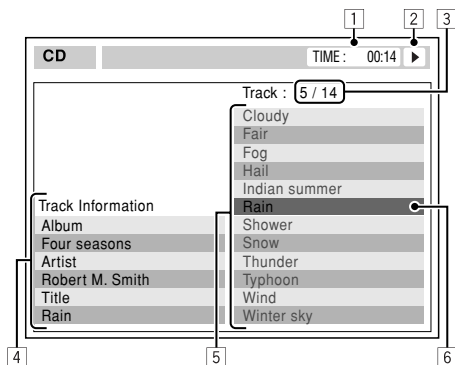 1 2 3
CD TIME : 00:14
Track : 5 / 14
Cloudy
Fair
Fog
Hail
Indian summer
Rain
Shower
Snow
Thunder
Typhoon
Wind
Winter sky
Track Information
Album
Four seasons
Artist
Robert M. Smith
Title
Rain
4 5 6